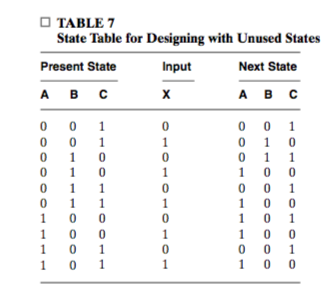 □ TABLE 7
State Table for Designing with Unused States
Present State Input Next State
A B C X A B C
0 0 1 0 0 0 1
0 0 1 1 0 1 0
0 1 0 0 0 1 1
0 1 0 1 1 0 0
0 1 1 0 0 0 1
0 1 1 1 1 0 0
1 0 0 0 1 0 1
1 0 0 1 1 0 0
1 0 1 0 0 0 1
1 0 1 1 1 0 0